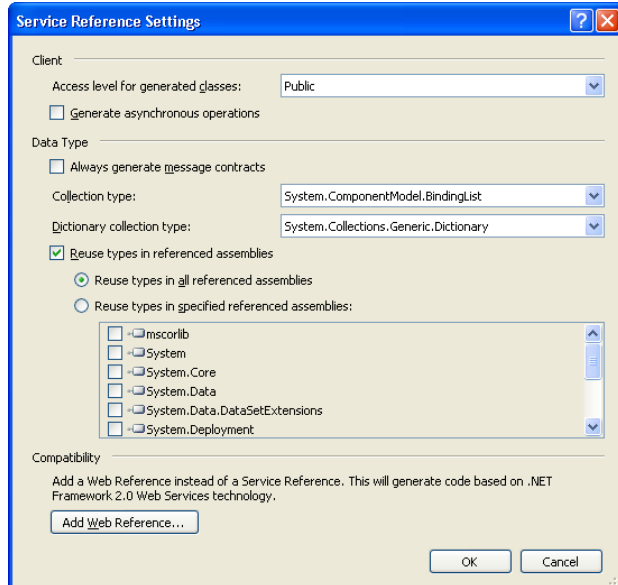 Service Reference Settings
Client
Access level for generated classes: Public
Generate asynchronous operations
Data Type
Always generate message contracts
Collection type: System.ComponentModel.BindingList
Dictionary collection type: System.Collections.Generic.Dictionary
Reuse types in referenced assemblies
Reuse types in all referenced assemblies
Reuse types in specified referenced assemblies:
mscorlib
System
System.Core
System.Data
System.Data.DataSetExtensions
System.Deployment
Compatibility
Add a Web Reference instead of a Service Reference. This will generate code based on .NET
Framework 2.0 Web Services technology.
Add Web Reference...
OK Cancel